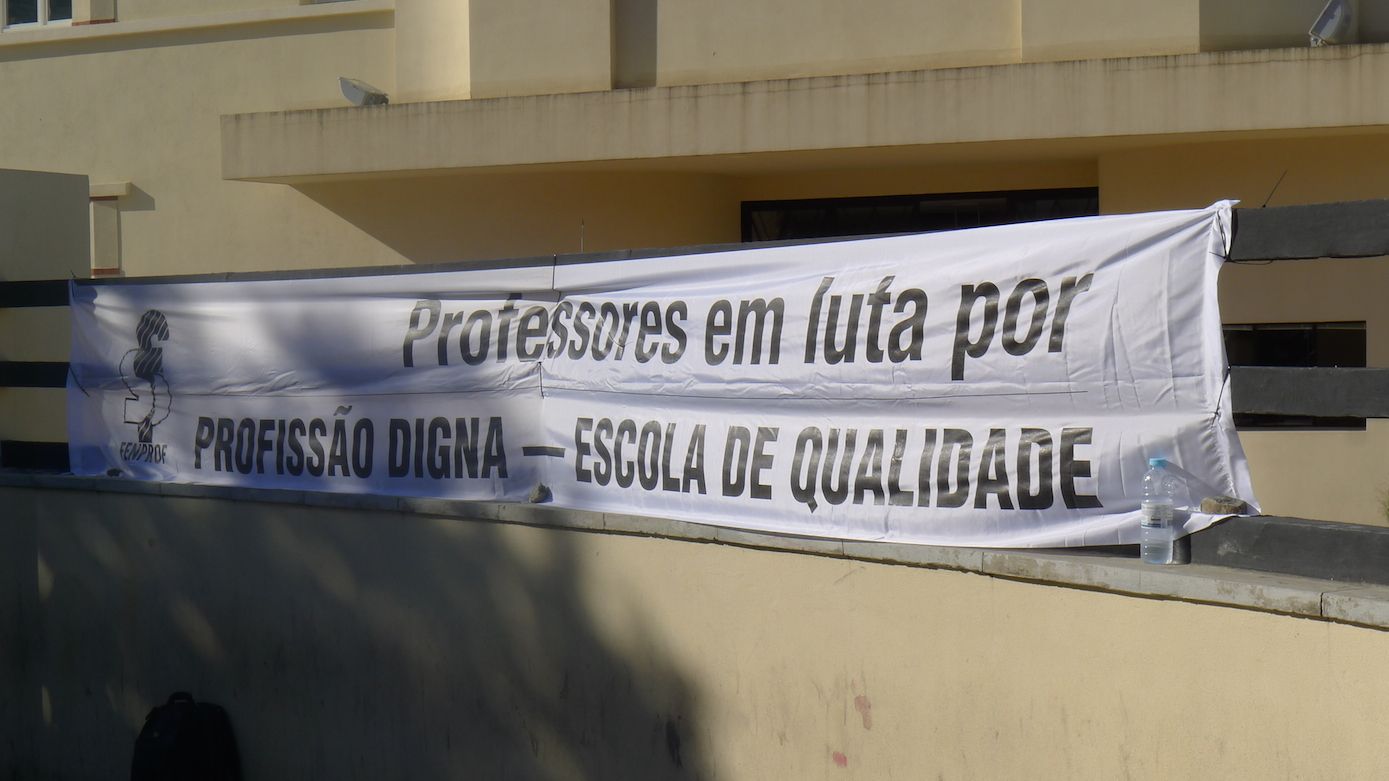 Professores em luta por
PROFISSÃO DIGNA — ESCOLA DE QUALIDADE
FENPROF